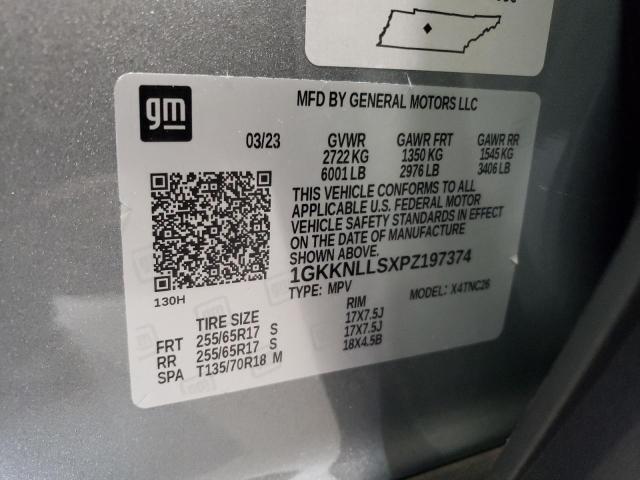 gm
MFD BY GENERAL MOTORS LLC
03/23 GVWR GAWR FRT GAWR RR
2722 KG 1350 KG 1545 KG
6001 LB 2976 LB 3406 LB
THIS VEHICLE CONFORMS TO ALL
APPLICABLE U.S. FEDERAL MOTOR
VEHICLE SAFETY STANDARDS IN EFFECT
ON THE DATE OF MANUFACTURE
SHOWN ABOVE.
1GKKNLLSXPZ197374
130H
TYPE: MPV MODEL: X4TNC26
TIRE SIZE RIM
FRT 255/65R17 S 17X7.5J
RR 255/65R17 S 17X7.5J
SPA T135/70R18 M 18X4.5B